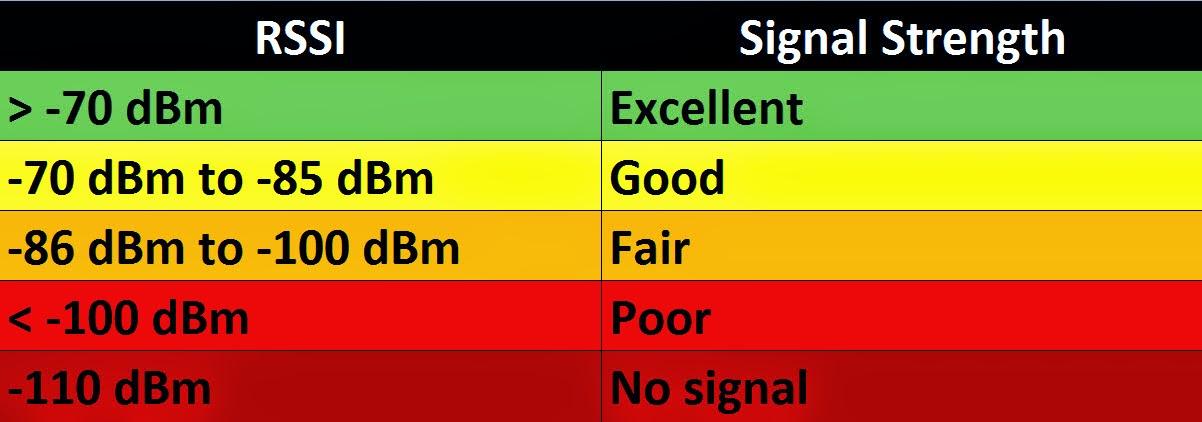 RSSI Signal Strength
> -70 dBm Excellent
-70 dBm to -85 dBm Good
-86 dBm to -100 dBm Fair
< -100 dBm Poor
-110 dBm No signal